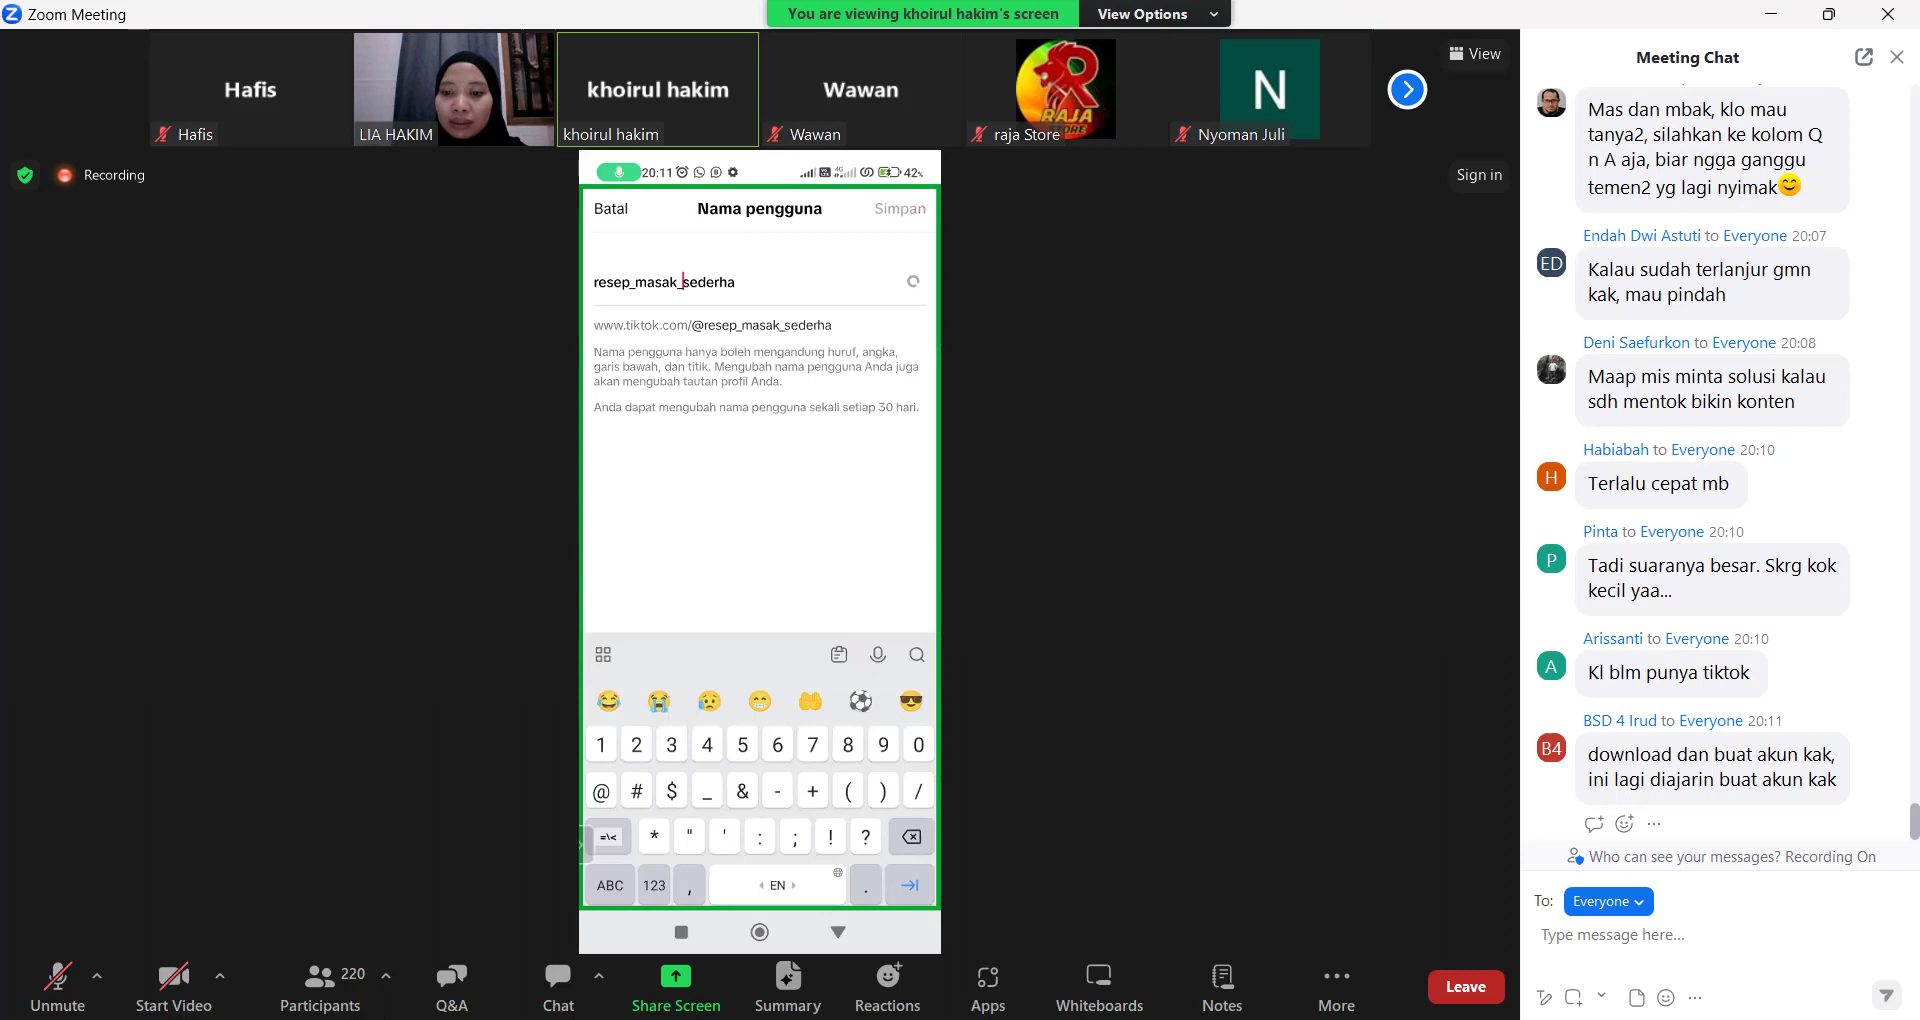 Zoom Meeting
You are viewing khoirul hakim's screen
View Options
Hafis
Hafis
LIA HAKIM
khoirul hakim
khoirul hakim
Wawan
Wawan
R
RAJA
STORE
raja Store
N
Nyoman Juli
View
Recording
Sign in
20:11
42%
Batal
Nama pengguna
Simpan
resep_masak_sederha
www.tiktok.com/@resep_masak_sederha
Nama pengguna hanya boleh mengandung huruf, angka,
garis bawah, dan titik. Mengubah nama pengguna Anda juga
akan mengubah tautan profil Anda.
Anda dapat mengubah nama pengguna sekali setiap 30 hari.
1 2 3 4 5 6 7 8 9 0
@ # $ _ & - + ( ) /
=\< * " ' : ; ! ?
ABC 123 , EN .
Unmute
Start Video
220
Participants
Q&A
Chat
Share Screen
Summary
Reactions
Apps
Whiteboards
Notes
More
Leave
Meeting Chat
Mas dan mbak, klo mau
tanya2, silahkan ke kolom Q
n A aja, biar ngga ganggu
temen2 yg lagi nyimak😊
Endah Dwi Astuti to Everyone 20:07
ED
Kalau sudah terlanjur gmn
kak, mau pindah
Deni Saefurkon to Everyone 20:08
Maap mis minta solusi kalau
sdh mentok bikin konten
Habiabah to Everyone 20:10
H
Terlalu cepat mb
Pinta to Everyone 20:10
P
Tadi suaranya besar. Skrg kok
kecil yaa...
Arissanti to Everyone 20:10
A
Kl blm punya tiktok
BSD 4 Irud to Everyone 20:11
B4
download dan buat akun kak,
ini lagi diajarin buat akun kak
Who can see your messages? Recording On
To: Everyone
Type message here...